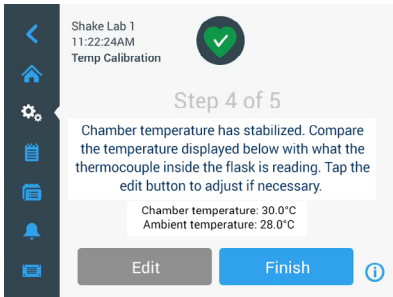 Shake Lab 1
11:22:24AM
Temp Calibration
Step 4 of 5
Chamber temperature has stabilized. Compare
the temperature displayed below with what the
thermocouple inside the flask is reading. Tap the
edit button to adjust if necessary.
Chamber temperature: 30.0°C
Ambient temperature: 28.0°C
Edit
Finish